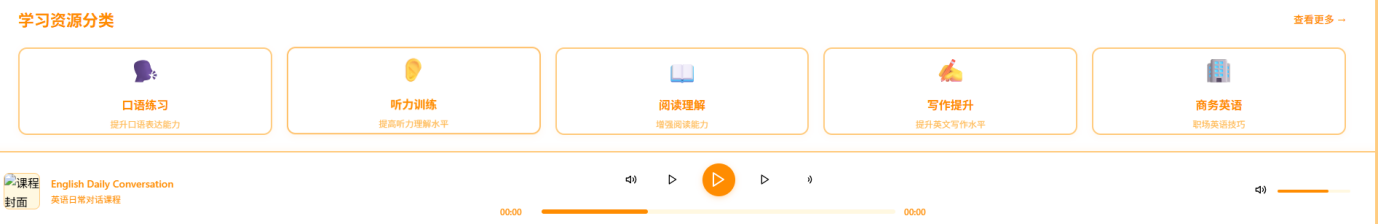 学习资源分类
查看更多 →
口语练习
提升口语表达能力
听力训练
提高听力理解水平
阅读理解
增强阅读能力
写作提升
提升英文写作水平
商务英语
职场英语技巧
课程
封面
English Daily Conversation
英语日常对话课程
00:00
00:00